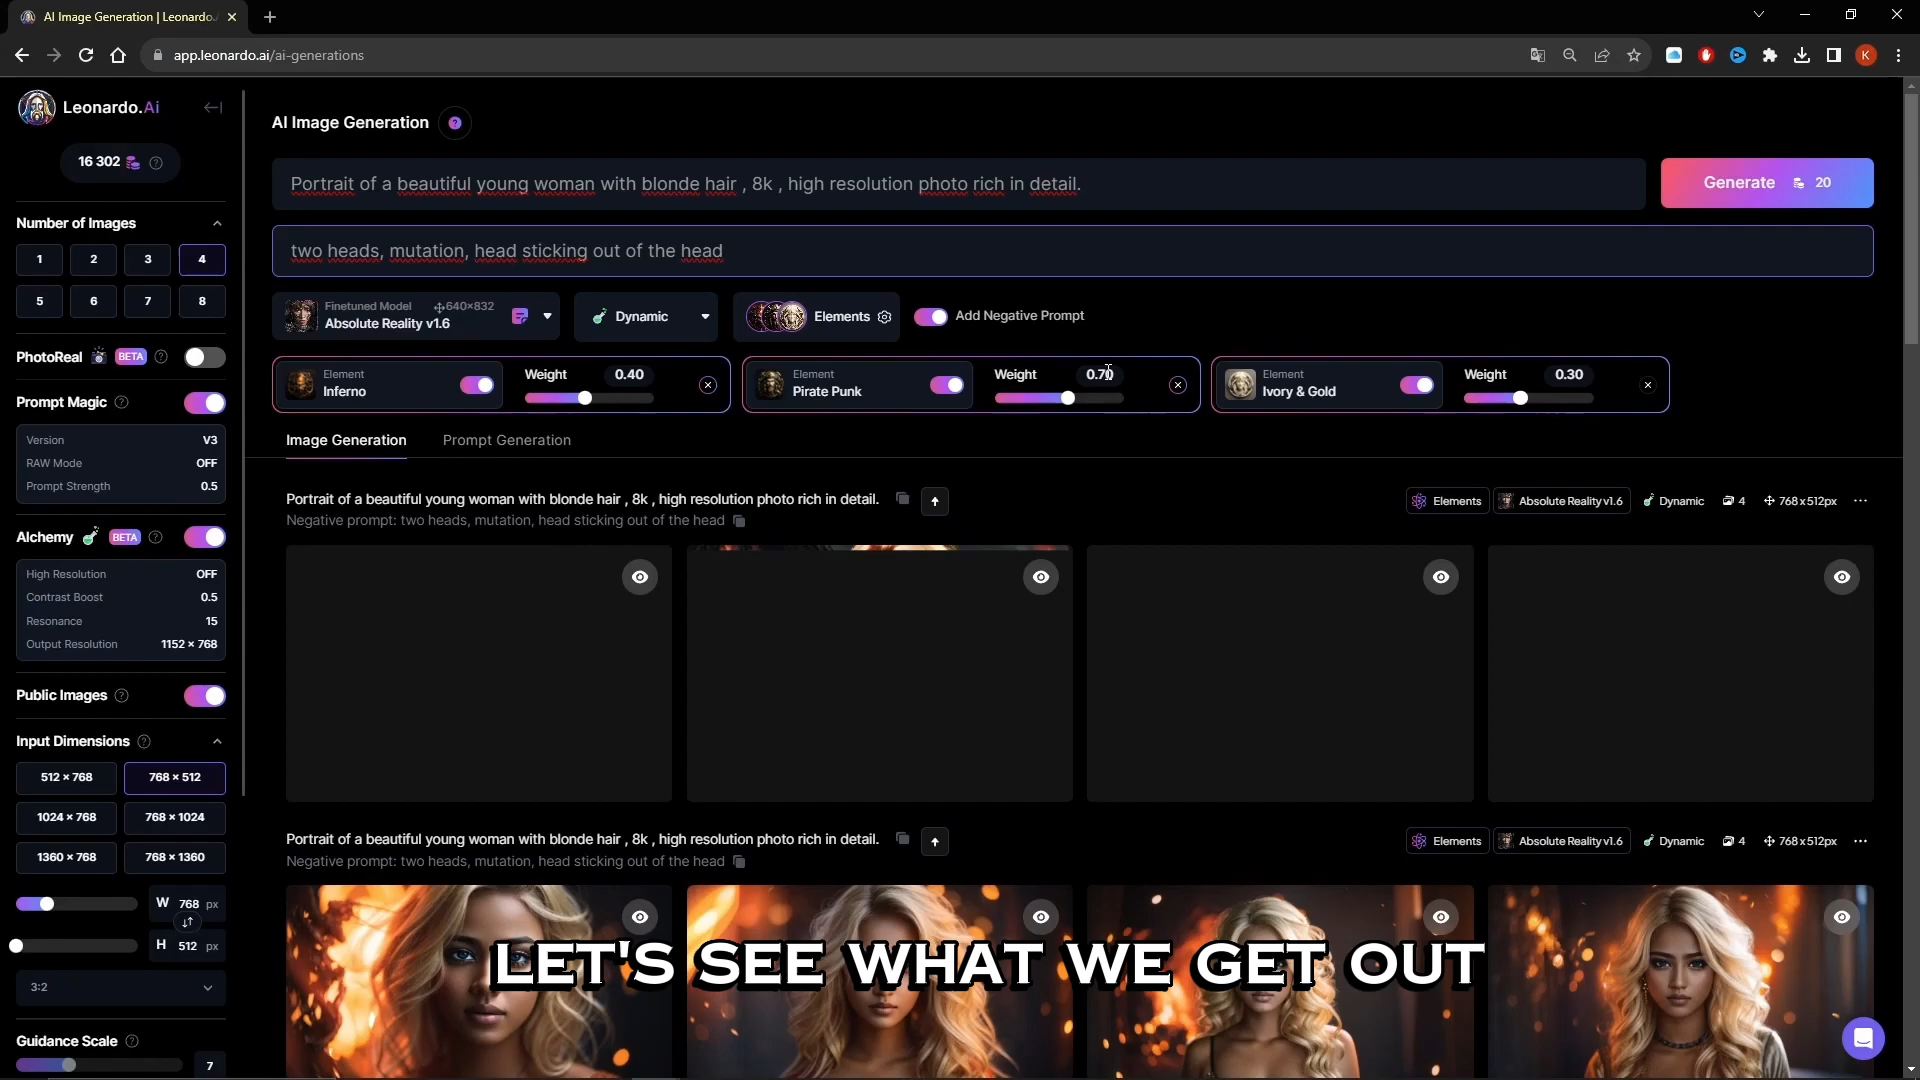 AI Image Generation | Leonardo.
app.leonardo.ai/ai-generations
K
Leonardo.Ai
16 302
Number of Images
1 2 3 4
5 6 7 8
PhotoReal BETA
Prompt Magic
Version V3
RAW Mode OFF
Prompt Strength 0.5
Alchemy BETA
High Resolution OFF
Contrast Boost 0.5
Resonance 15
Output Resolution 1152 × 768
Public Images
Input Dimensions
512 × 768 768 × 512
1024 × 768 768 × 1024
1360 × 768 768 × 1360
W 768 px
H 512 px
3:2
Guidance Scale
7
AI Image Generation ?
Portrait of a beautiful young woman with blonde hair , 8k , high resolution photo rich in detail.
Generate 20
two heads, mutation, head sticking out of the head
Finetuned Model 640×832
Absolute Reality v1.6
Dynamic
Elements
Add Negative Prompt
Element
Inferno
Weight 0.40
Element
Pirate Punk
Weight 0.70
Element
Ivory & Gold
Weight 0.30
Image Generation Prompt Generation
Portrait of a beautiful young woman with blonde hair , 8k , high resolution photo rich in detail.
Negative prompt: two heads, mutation, head sticking out of the head
Elements Absolute Reality v1.6 Dynamic 4 768 x 512px
Portrait of a beautiful young woman with blonde hair , 8k , high resolution photo rich in detail.
Negative prompt: two heads, mutation, head sticking out of the head
Elements Absolute Reality v1.6 Dynamic 4 768 x 512px
LET'S SEE WHAT WE GET OUT